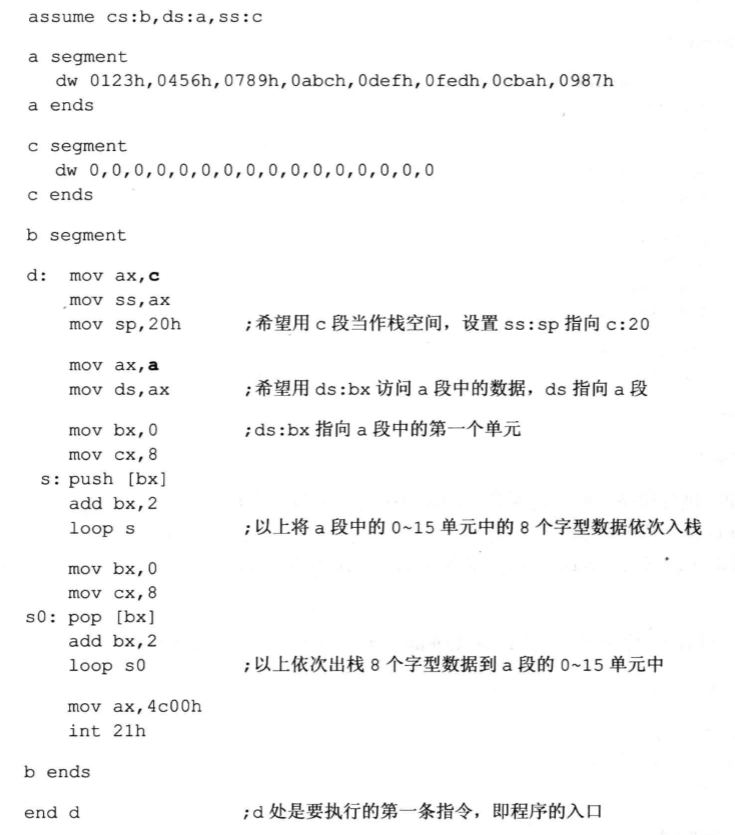 assume cs:b,ds:a,ss:c
a segment
dw 0123h,0456h,0789h,0abch,0defh,0fedh,0cbah,0987h
a ends
c segment
dw 0,0,0,0,0,0,0,0,0,0,0,0,0,0,0,0
c ends
b segment
d: mov ax,c
mov ss,ax
mov sp,20h ;希望用 c 段当作栈空间，设置 ss:sp 指向 c:20
mov ax,a
mov ds,ax ;希望用 ds:bx 访问 a 段中的数据，ds 指向 a 段
mov bx,0 ;ds:bx 指向 a 段中的第一个单元
mov cx,8
s: push [bx]
add bx,2
loop s ;以上将 a 段中的 0~15 单元中的 8 个字型数据依次入栈
mov bx,0
mov cx,8
s0: pop [bx]
add bx,2
loop s0 ;以上依次出栈 8 个字型数据到 a 段的 0~15 单元中
mov ax,4c00h
int 21h
b ends
end d ;d 处是要执行的第一条指令，即程序的入口